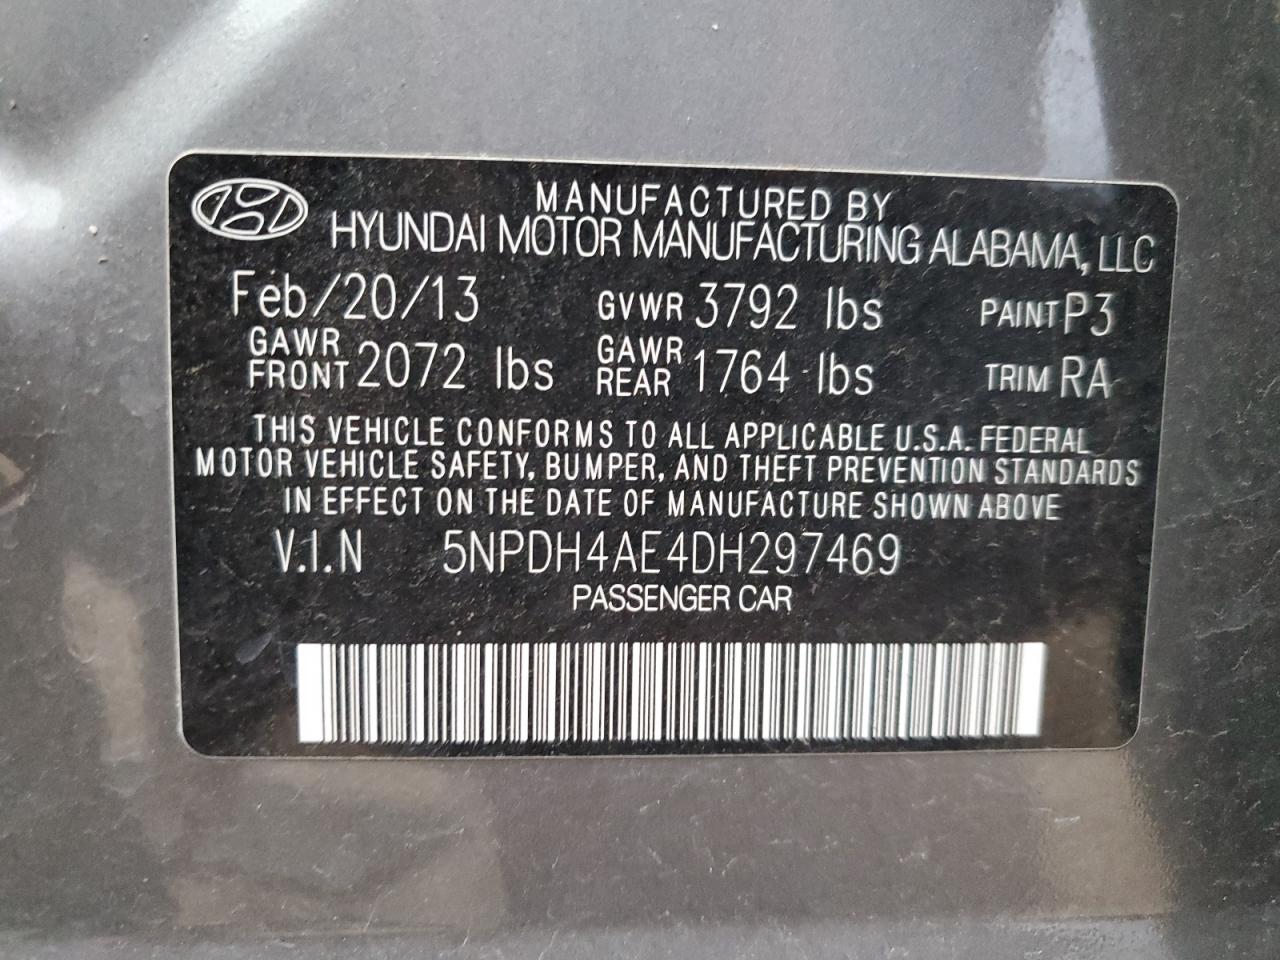 MANUFACTURED BY
HYUNDAI MOTOR MANUFACTURING ALABAMA, LLC
Feb/20/13 GVWR 3792 lbs PAINT P3
GAWR FRONT 2072 lbs GAWR REAR 1764 lbs TRIM RA
THIS VEHICLE CONFORMS TO ALL APPLICABLE U.S.A. FEDERAL
MOTOR VEHICLE SAFETY, BUMPER, AND THEFT PREVENTION STANDARDS
IN EFFECT ON THE DATE OF MANUFACTURE SHOWN ABOVE
V.I.N 5NPDH4AE4DH297469
PASSENGER CAR